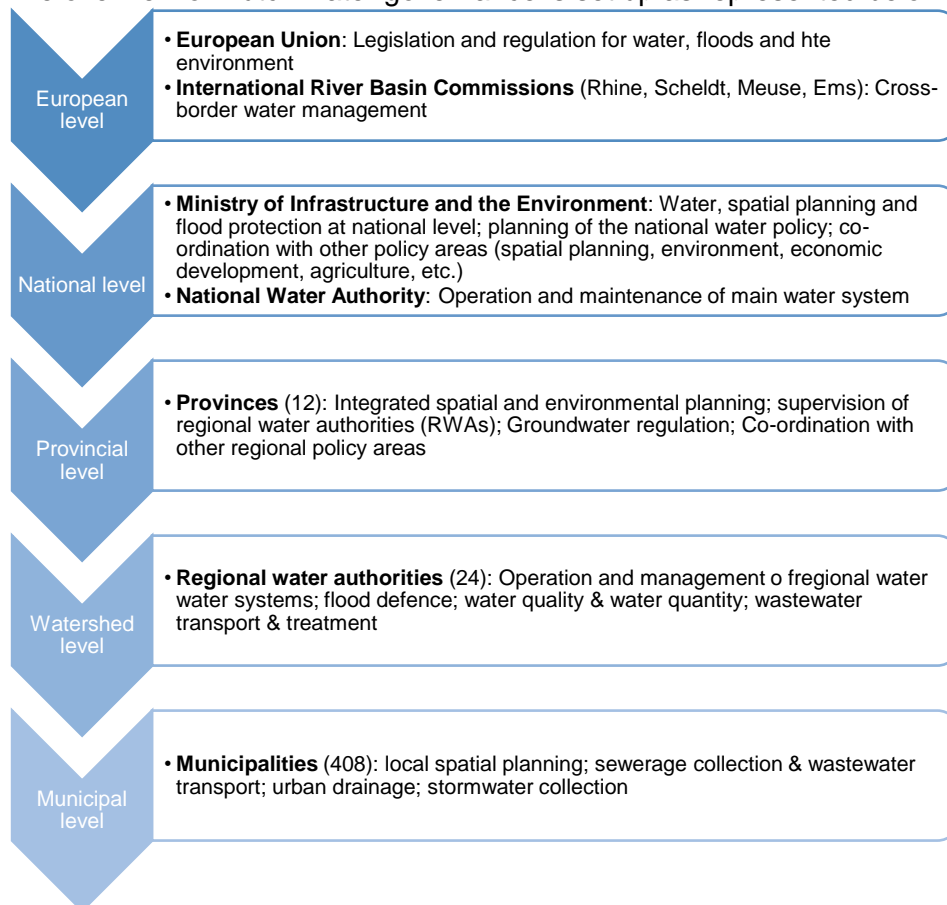 European
level
• European Union: Legislation and regulation for water, floods and hte
environment
• International River Basin Commissions (Rhine, Scheldt, Meuse, Ems): Cross-
border water management
National level
• Ministry of Infrastructure and the Environment: Water, spatial planning and
flood protection at national level; planning of the national water policy; co-
ordination with other policy areas (spatial planning, environment, economic
development, agriculture, etc.)
• National Water Authority: Operation and maintenance of main water system
Provincial
level
• Provinces (12): Integrated spatial and environmental planning; supervision of
regional water authorities (RWAs); Groundwater regulation; Co-ordination with
other regional policy areas
Watershed
level
• Regional water authorities (24): Operation and management o fregional water
water systems; flood defence; water quality & water quantity; wastewater
transport & treatment
Municipal
level
• Municipalities (408): local spatial planning; sewerage collection & wastewater
transport; urban drainage; stormwater collection